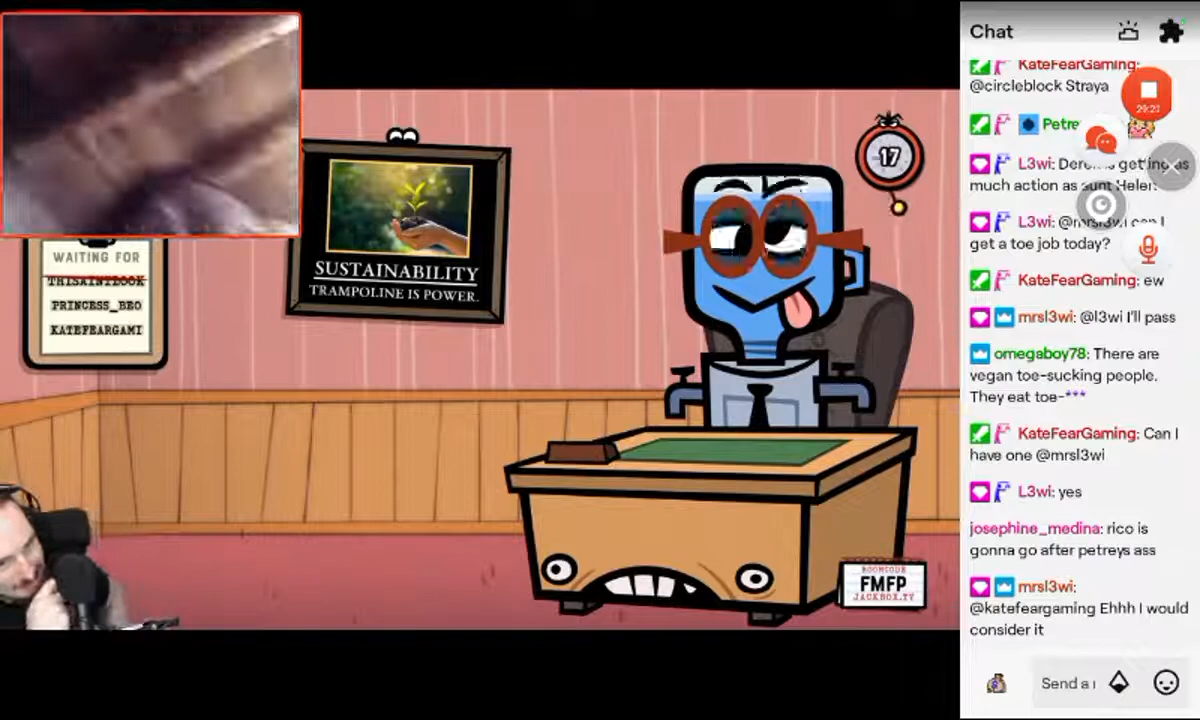 WAITING FOR
THISAINTLOOK
PRINCESS_BEO
KATEFEARGAMI
SUSTAINABILITY
TRAMPOLINE IS POWER.
17
ROOMCODE
FMFP
JACKBOX.TV
Chat
KateFearGaming:
@circleblock Straya
29:27
L3wi:
much action as aunt Helen
L3wi:
get a toe job today?
KateFearGaming: ew
mrsl3wi: @l3wi I'll pass
omegaboy78: There are
vegan toe-sucking people.
They eat toe-***
KateFearGaming: Can I
have one @mrsl3wi
L3wi: yes
josephine_medina: rico is
gonna go after petreys ass
mrsl3wi:
@katefeargaming Ehhh I would
consider it
Send a